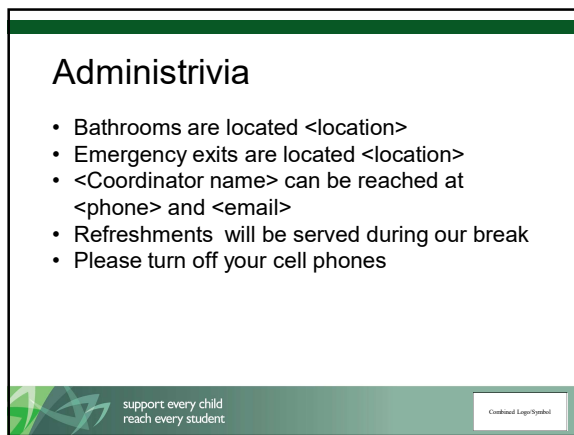 Administrivia
• Bathrooms are located <location>
• Emergency exits are located <location>
• <Coordinator name> can be reached at
<phone> and <email>
• Refreshments  will be served during our break
• Please turn off your cell phones
support every child
reach every student
Combined Logo/Symbol